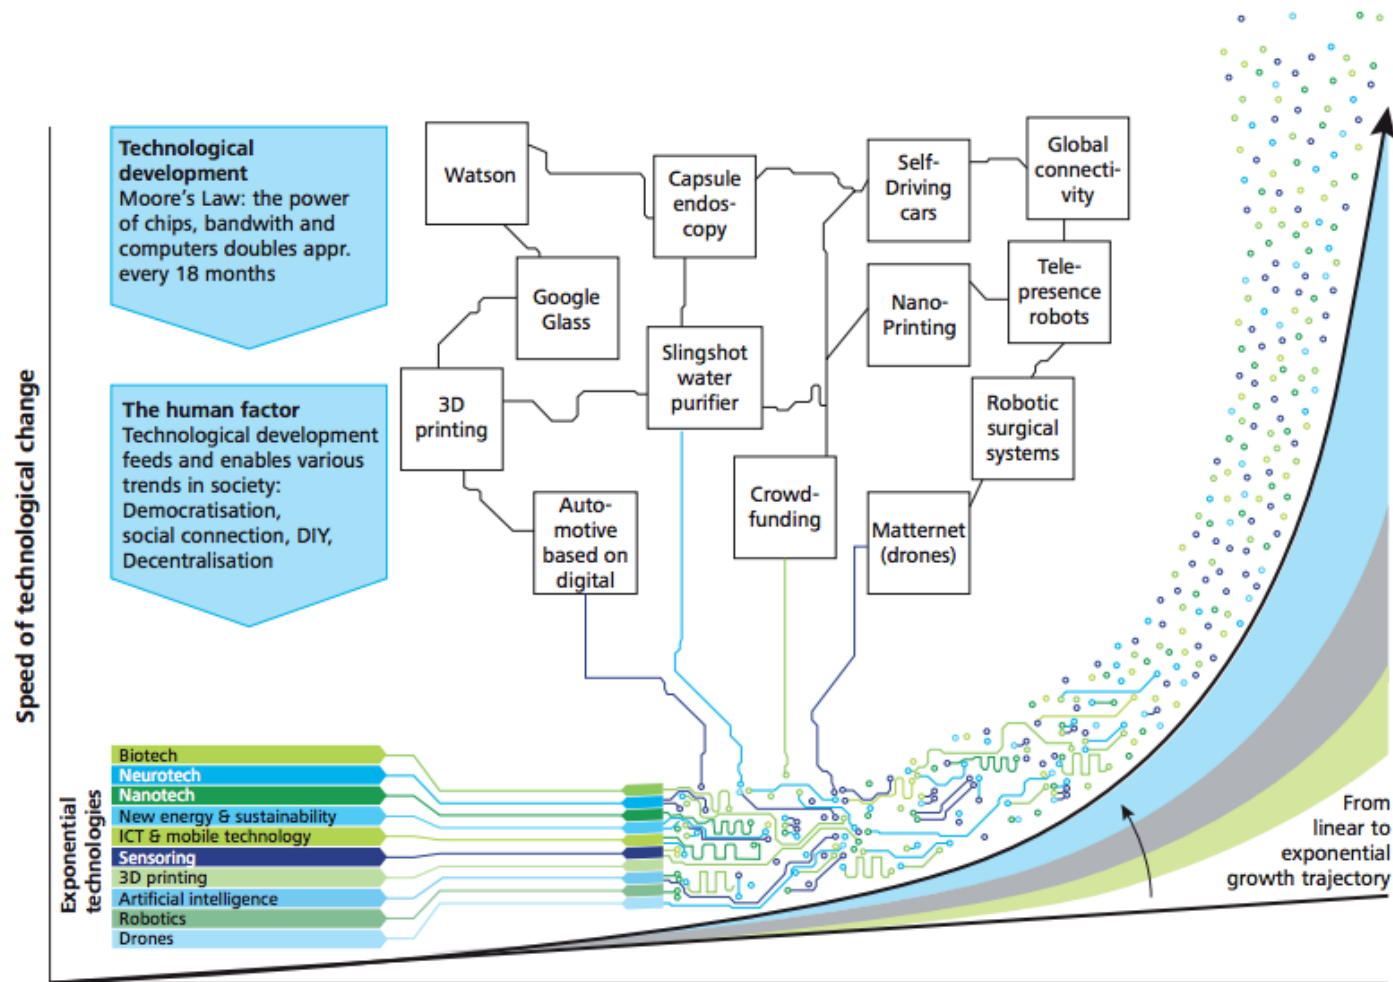 Technological
development
Moore's Law: the power
of chips, bandwith and
computers doubles appr.
every 18 months
The human factor
Technological development
feeds and enables various
trends in society:
Democratisation,
social connection, DIY,
Decentralisation
Speed of technological change
Watson
Capsule
endos-
copy
Self-
Driving
cars
Global
connecti-
vity
Google
Glass
Nano-
Printing
Tele-
presence
robots
Slingshot
water
purifier
3D
printing
Robotic
surgical
systems
Auto-
motive
based on
digital
Crowd-
funding
Matternet
(drones)
Exponential
technologies
Biotech
Neurotech
Nanotech
New energy & sustainability
ICT & mobile technology
Sensoring
3D printing
Artificial intelligence
Robotics
Drones
From
linear to
exponential
growth trajectory